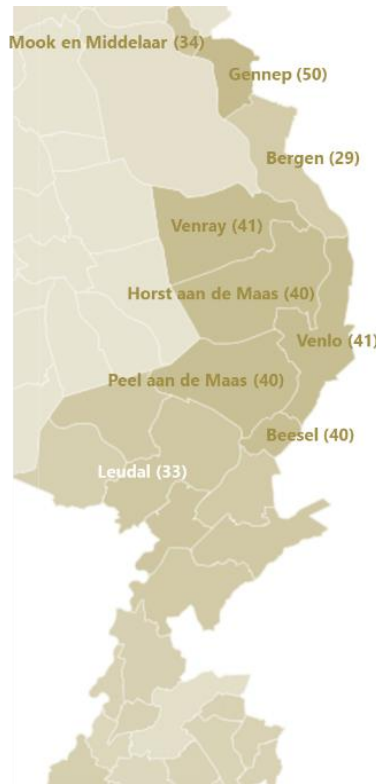 Mook en Middelaar (34)
Gennep (50)
Bergen (29)
Venray (41)
Horst aan de Maas (40)
Venlo (41)
Peel aan de Maas (40)
Beesel (40)
Leudal (33)